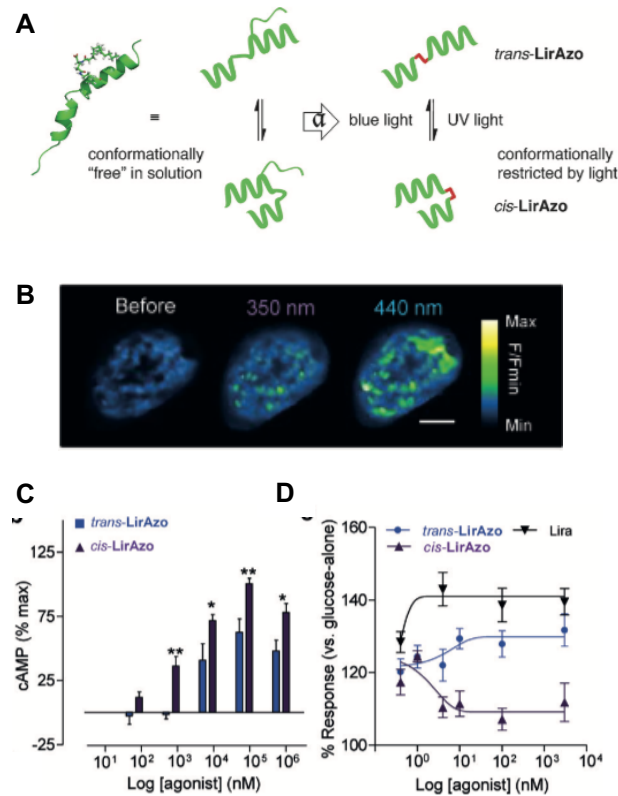 A
trans-LirAzo
≡
α
blue light
UV light
conformationally
"free" in solution
conformationally
restricted by light
cis-LirAzo
B
Before
350 nm
440 nm
Max
F/Fmin
Min
C
D
trans-LirAzo
cis-LirAzo
cAMP (% max)
125
75
25
-25
**
*
**
*
10¹ 10² 10³ 10⁴ 10⁵ 10⁶
Log [agonist] (nM)
trans-LirAzo
cis-LirAzo
Lira
% Response (vs. glucose-alone)
160
140
120
100
10⁰ 10¹ 10² 10³ 10⁴
Log [agonist] (nM)